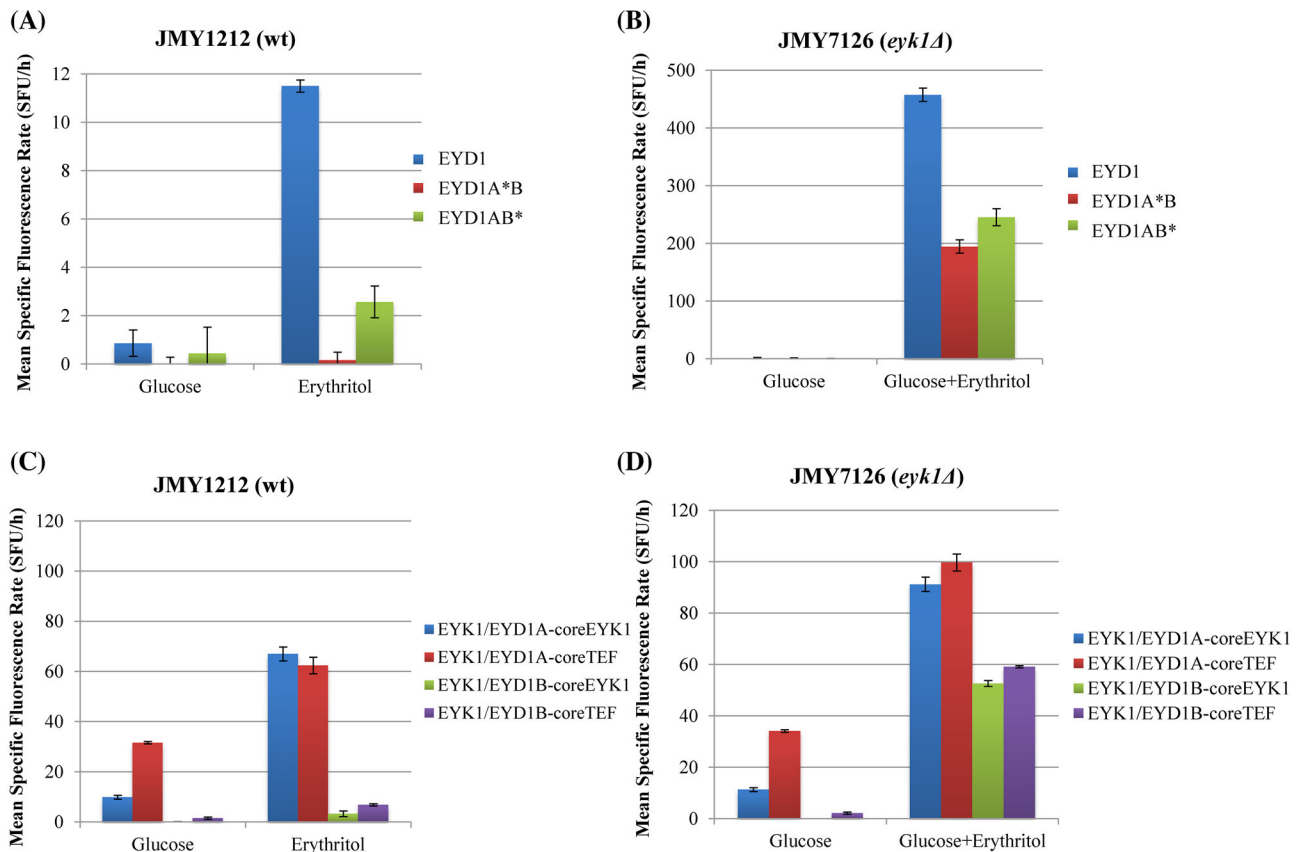 (A)
JMY1212 (wt)
Mean Specific Fluorescence Rate (SFU/h)
12
10
8
6
4
2
0
Glucose
Erythritol
EYD1
EYD1A*B
EYD1AB*
(B)
JMY7126 (eyk1Δ)
Mean Specific Fluorescence Rate (SFU/h)
500
400
300
200
100
0
Glucose
Glucose+Erythritol
EYD1
EYD1A*B
EYD1AB*
(C)
JMY1212 (wt)
Mean Specific Fluorescence Rate (SFU/h)
120
100
80
60
40
20
0
Glucose
Erythritol
EYK1/EYD1A-coreEYK1
EYK1/EYD1A-coreTEF
EYK1/EYD1B-coreEYK1
EYK1/EYD1B-coreTEF
(D)
JMY7126 (eyk1Δ)
Mean Specific Fluorescence Rate (SFU/h)
120
100
80
60
40
20
0
Glucose
Glucose+Erythritol
EYK1/EYD1A-coreEYK1
EYK1/EYD1A-coreTEF
EYK1/EYD1B-coreEYK1
EYK1/EYD1B-coreTEF